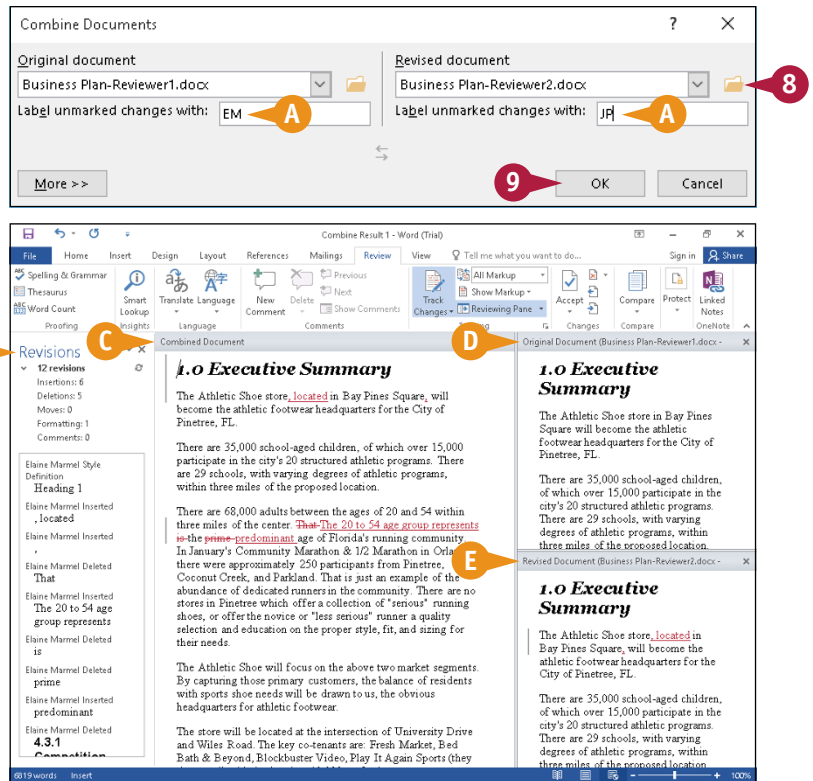 Combine Documents
?
Original document
Revised document
Business Plan-Reviewer1.docx
Business Plan-Reviewer2.docx
8
Label unmarked changes with:
EM
A
Label unmarked changes with:
JP
A
More >>
9
OK
Cancel
Combine Result 1 - Word (Trial)
File
Home
Insert
Design
Layout
References
Mailings
Review
View
Tell me what you want to do...
Sign in
Share
Spelling & Grammar
Thesaurus
ABC Word Count
Proofing
Smart
Lookup
Insights
Translate
Language
Language
New
Comment
Delete
Previous
Next
Show Comments
Comments
Track
Changes
All Markup
Show Markup
Reviewing Pane
Accept
Changes
Compare
Compare
Protect
Linked
Notes
OneNote
Revisions
12 revisions
Insertions: 6
Deletions: 5
Moves: 0
Formatting: 1
Comments: 0
Elaine Marmel Style
Definition
Heading 1
Elaine Marmel Inserted
, located
Elaine Marmel Inserted
,
Elaine Marmel Deleted
That
Elaine Marmel Inserted
The 20 to 54 age
group represents
Elaine Marmel Deleted
is
Elaine Marmel Deleted
prime
Elaine Marmel Inserted
predominant
Elaine Marmel Deleted
4.3.1
Competition
C
Combined Document
1.0 Executive Summary
The Athletic Shoe store, located in Bay Pines Square, will
become the athletic footwear headquarters for the City of
Pinetree, FL.
There are 35,000 school-aged children, of which over 15,000
participate in the city's 20 structured athletic programs. There
are 29 schools, with varying degrees of athletic programs,
within three miles of the proposed location.
There are 68,000 adults between the ages of 20 and 54 within
three miles of the center. That The 20 to 54 age group represents
is the prime predominant age of Florida's running community.
In January's Community Marathon & 1/2 Marathon in
there were approximately 250 participants from Pinetree,
Coconut Creek, and Parkland. That is just an example of the
abundance of dedicated runners in the community. There are no
stores in Pinetree which offer a collection of "serious" running
shoes, or offer the novice or "less serious" runner a quality
selection and education on the proper style, fit, and sizing for
their needs.
The Athletic Shoe will focus on the above two market segments.
By capturing those primary customers, the balance of residents
with sports shoe needs will be drawn to us, the obvious
headquarters for athletic footwear.
The store will be located at the intersection of University Drive
and Wiles Road. The key co-tenants are: Fresh Market, Bed
Bath & Beyond, Blockbuster Video, Play It Again Sports (they
D
Original Document (Business Plan-Reviewer1.docx -
1.0 Executive
Summary
The Athletic Shoe store in Bay Pines
Square will become the athletic
footwear headquarters for the City of
Pinetree, FL.
There are 35,000 school-aged children,
of which over 15,000 participate in the
city's 20 structured athletic programs.
There are 29 schools, with varying
degrees of athletic programs, within
three miles of the proposed location.
E
Revised Document (Business Plan-Reviewer2.docx -
1.0 Executive
Summary
The Athletic Shoe store, located in
Bay Pines Square, will become the
athletic footwear headquarters for the
City of Pinetree, FL.
There are 35,000 school-aged children,
of which over 15,000 participate in the
city's 20 structured athletic programs.
There are 29 schools, with varying
degrees of athletic programs, within
three miles of the proposed location.
6819 words
Insert
100%